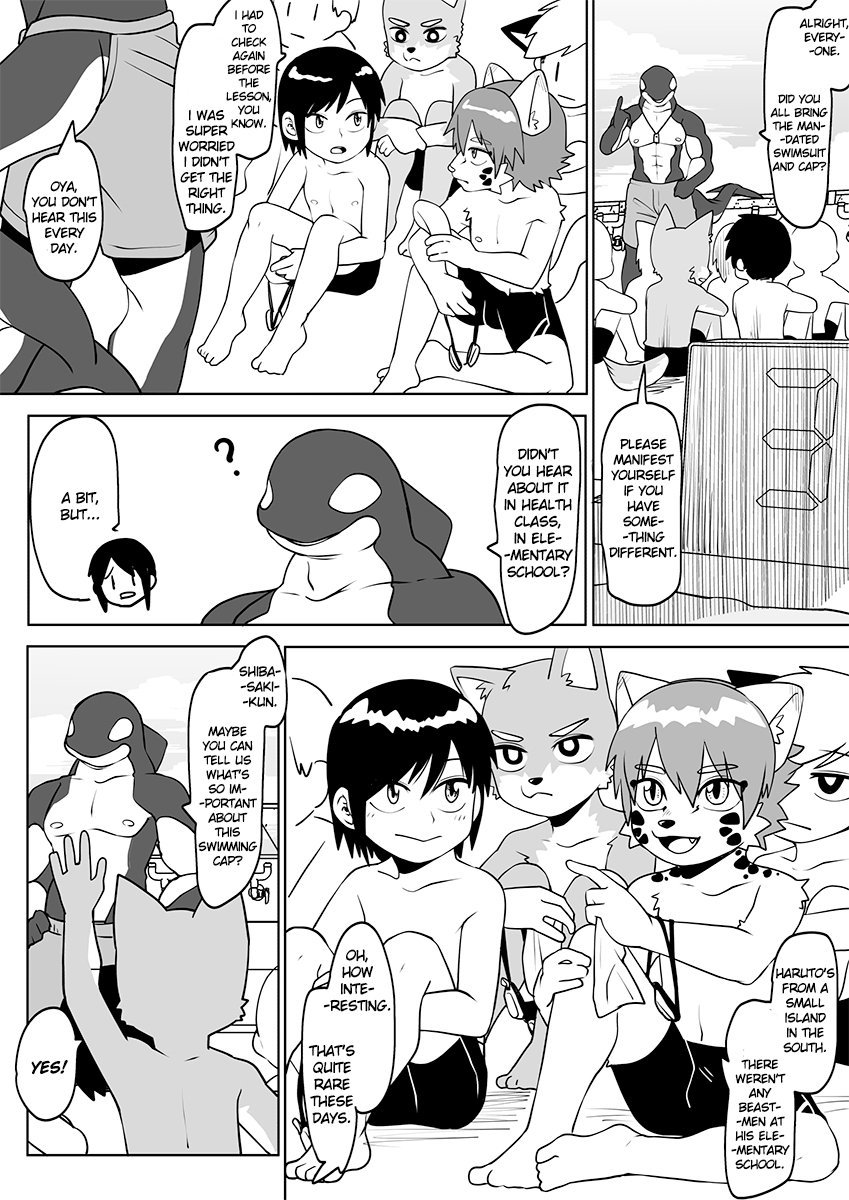 ALRIGHT,
EVERY-
-ONE.
DID YOU
ALL BRING
THE MAN-
-DATED
SWIMSUIT
AND CAP?
PLEASE
MANIFEST
YOURSELF
IF YOU
HAVE
SOME-
-THING
DIFFERENT.
I HAD
TO
CHECK
AGAIN
BEFORE
THE
LESSON,
YOU
KNOW.
I WAS
SUPER
WORRIED
I DIDN'T
GET THE
RIGHT
THING.
OYA,
YOU DON'T
HEAR THIS
EVERY
DAY.
DIDN'T
YOU HEAR
ABOUT IT
IN HEALTH
CLASS,
IN ELE-
-MENTARY
SCHOOL?
?
A BIT,
BUT...
HARUTO'S
FROM A
SMALL
ISLAND
IN THE
SOUTH.
THERE
WEREN'T
ANY
BEAST-
-MEN AT
HIS ELE-
-MENTARY
SCHOOL.
OH,
HOW
INTE-
-RESTING.
THAT'S
QUITE
RARE
THESE
DAYS.
SHIBA-
-SAKI-
-KUN.
MAYBE
YOU CAN
TELL US
WHAT'S
SO IM-
-PORTANT
ABOUT
THIS
SWIMMING
CAP?
YES!